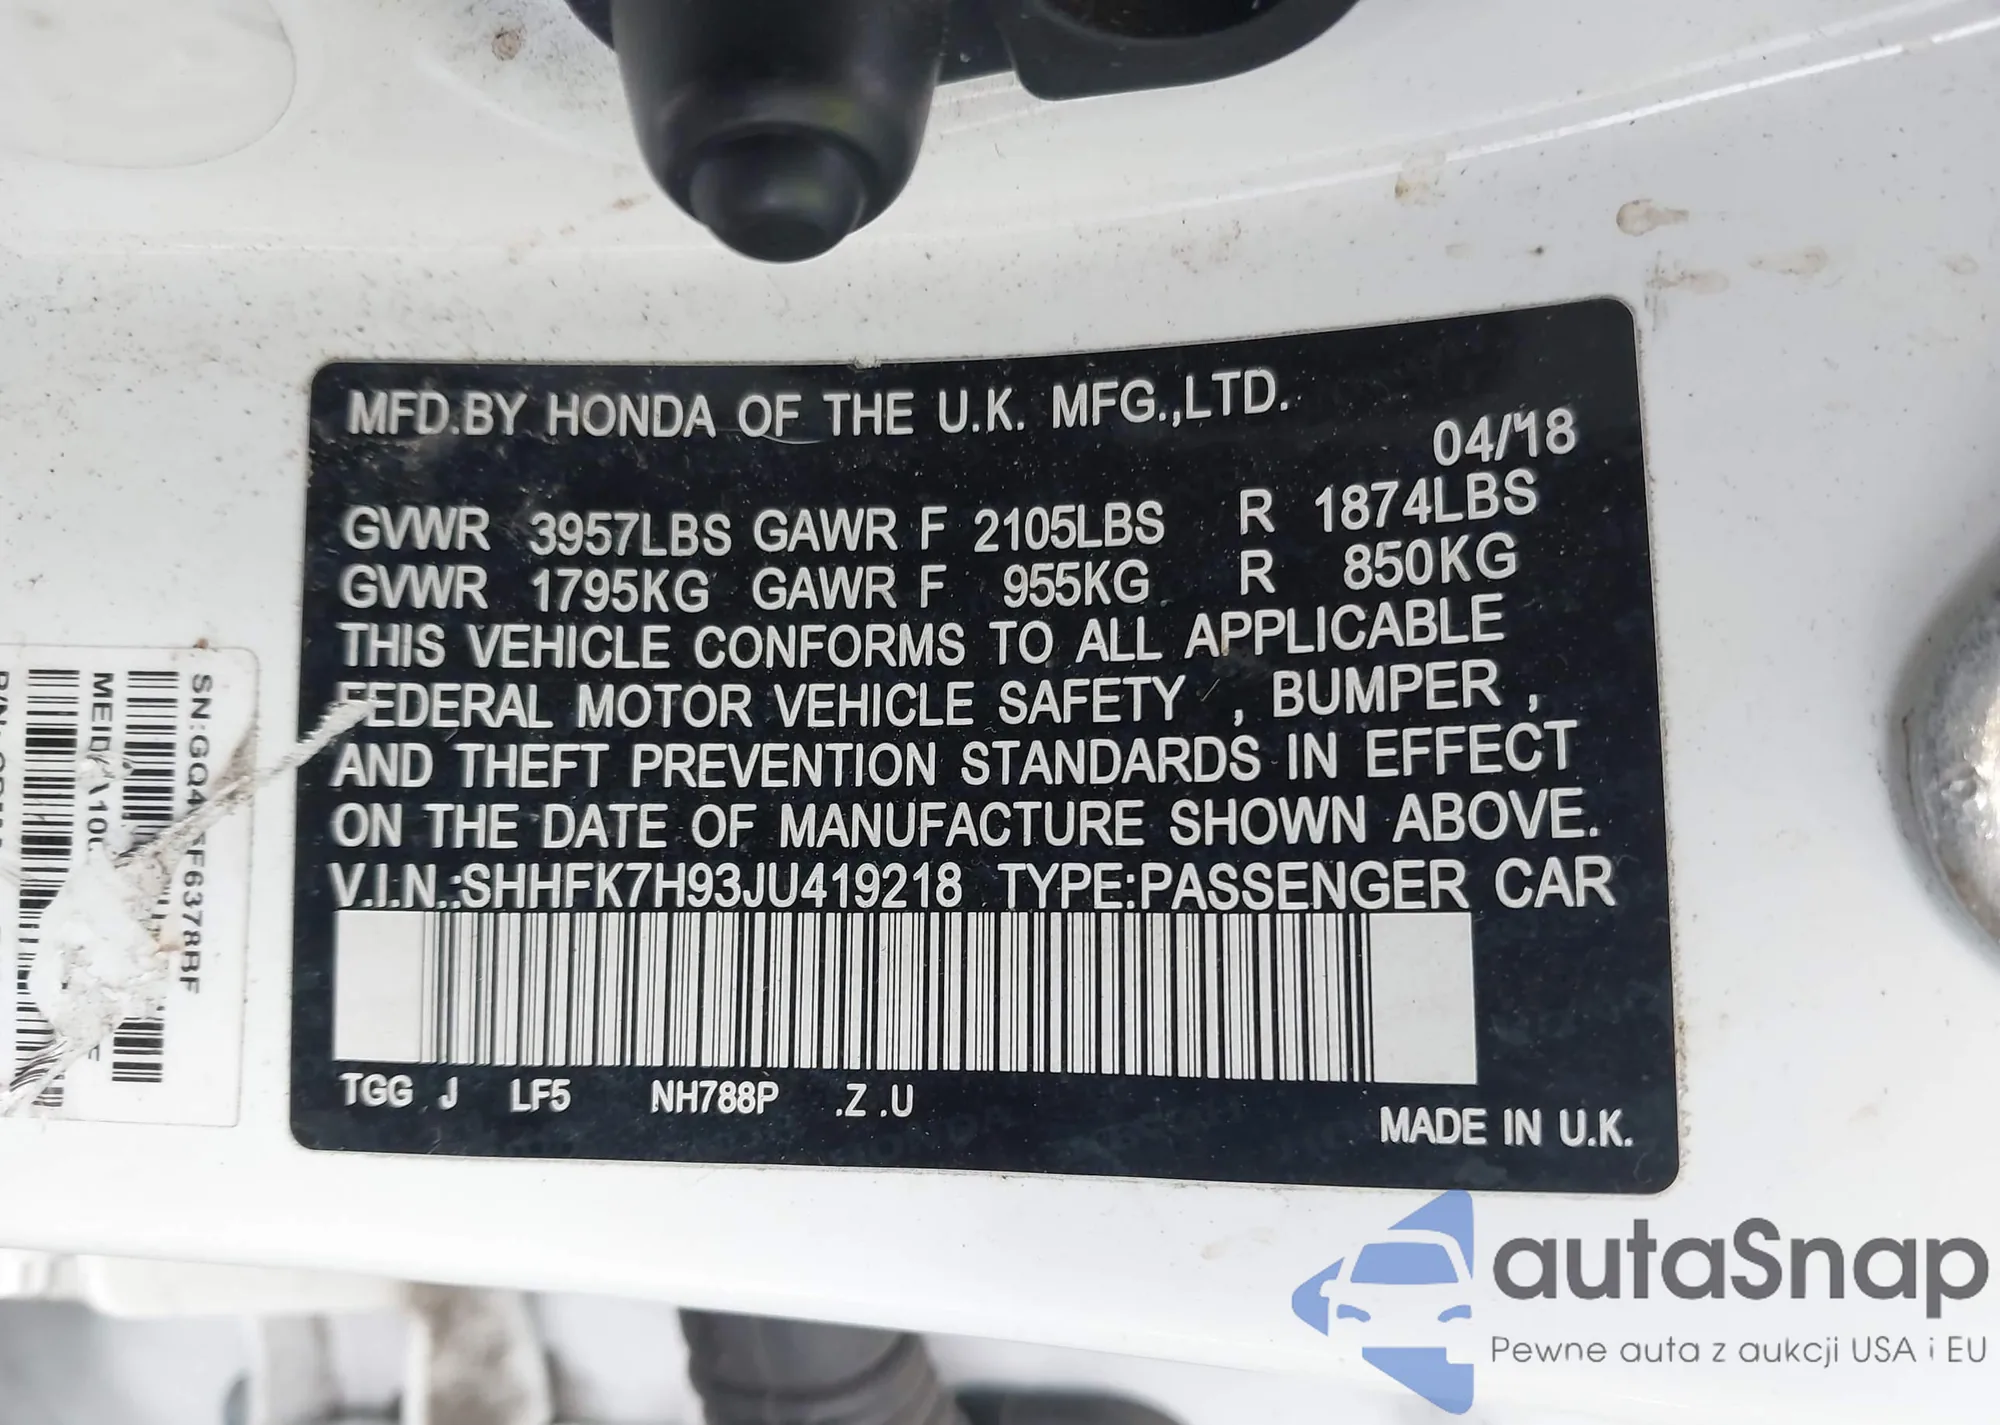 MFD.BY HONDA OF THE U.K. MFG.,LTD.
04/18
GVWR 3957LBS GAWR F 2105LBS R 1874LBS
GVWR 1795KG GAWR F 955KG R 850KG
THIS VEHICLE CONFORMS TO ALL APPLICABLE
FEDERAL MOTOR VEHICLE SAFETY , BUMPER ,
AND THEFT PREVENTION STANDARDS IN EFFECT
ON THE DATE OF MANUFACTURE SHOWN ABOVE.
V.I.N.:SHHFK7H93JU419218 TYPE:PASSENGER CAR
TGG J LF5 NH788P .Z .U
MADE IN U.K.
autaSnap
Pewne auta z aukcji USA i EU